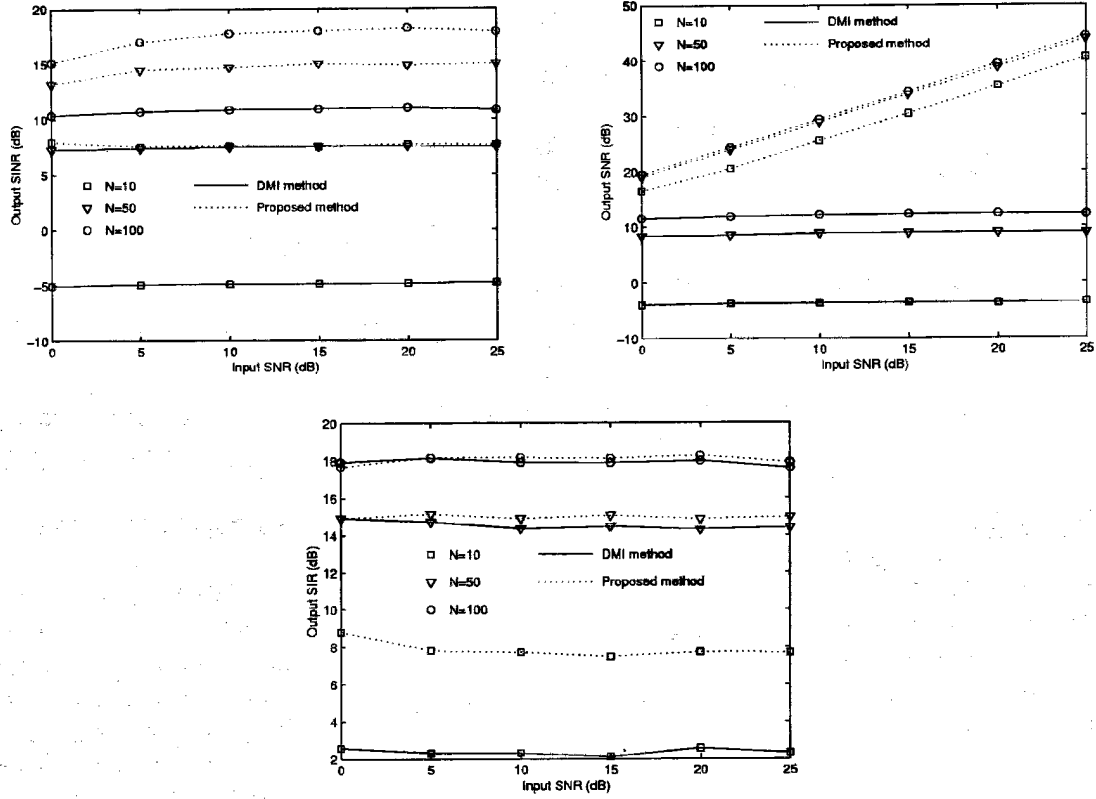 20
15
10
5
0
−5
−10
Output SINR (dB)
N=10
N=50
N=100
DMI method
Proposed method
0
5
10
15
20
25
Input SNR (dB)
50
40
30
20
10
0
−10
Output SNR (dB)
N=10
N=50
N=100
DMI method
Proposed method
0
5
10
15
20
25
Input SNR (dB)
20
18
16
14
12
10
8
6
4
2
Output SIR (dB)
N=10
N=50
N=100
DMI method
Proposed method
0
5
10
15
20
25
Input SNR (dB)